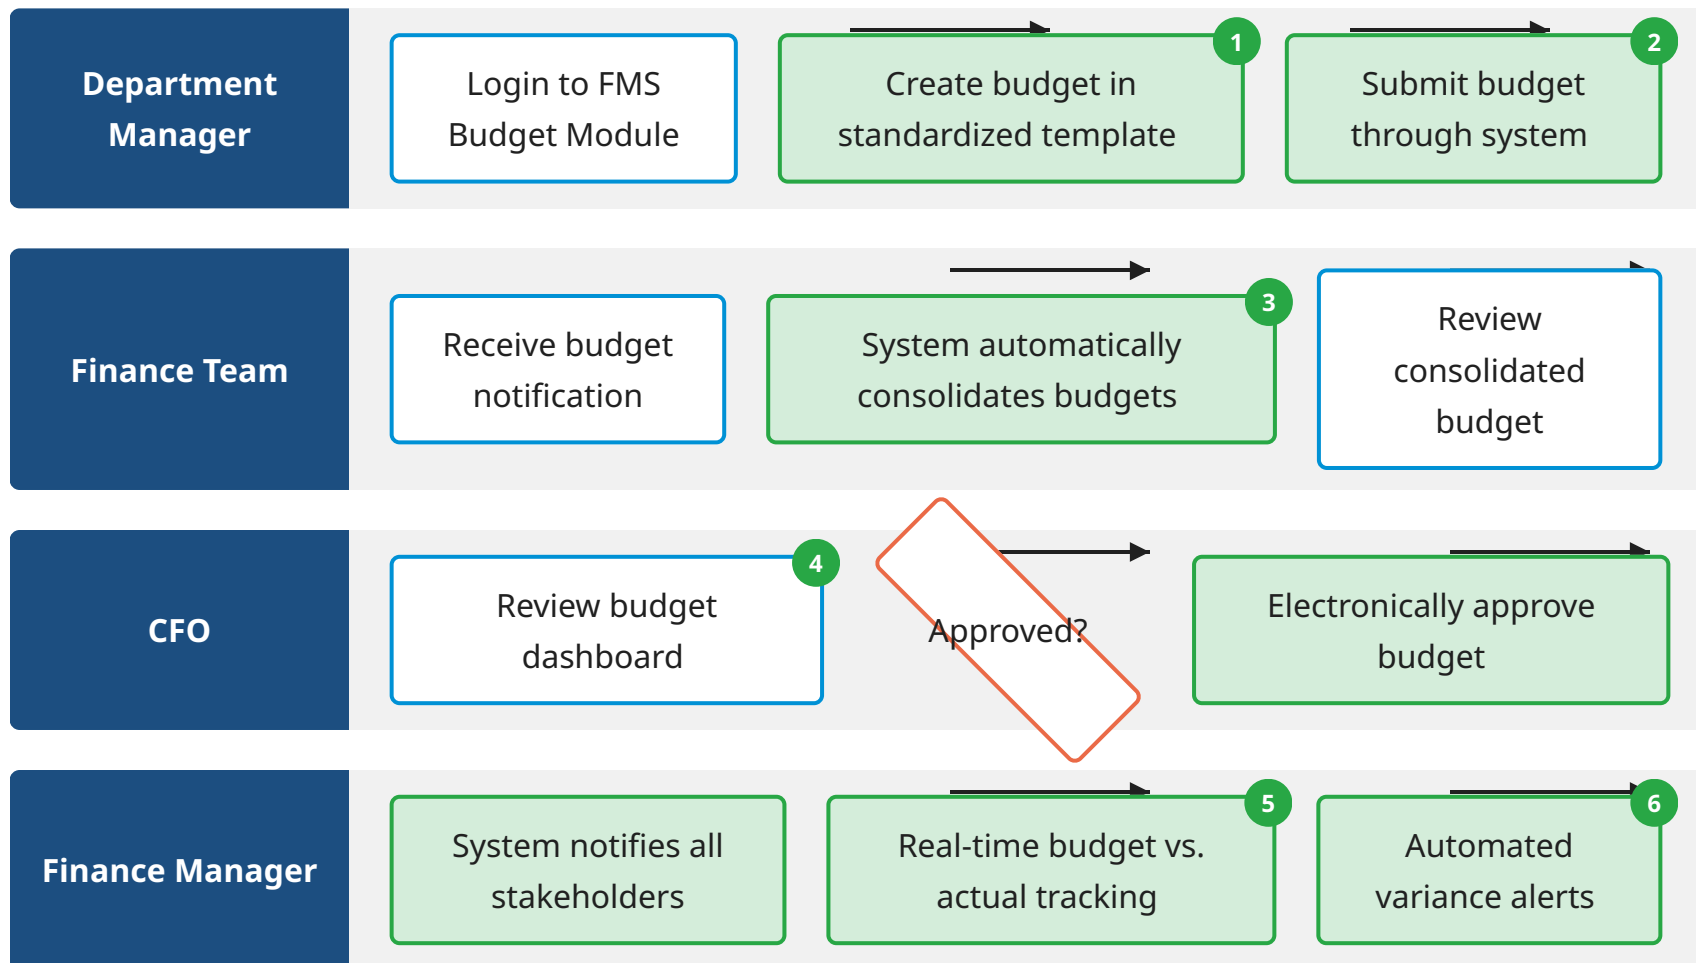 Department
Manager
Login to FMS
Budget Module
1
Create budget in
standardized template
2
Submit budget
through system
Finance Team
Receive budget
notification
3
System automatically
consolidates budgets
Review
consolidated
budget
CFO
4
Review budget
dashboard
Approved?
Electronically approve
budget
Finance Manager
System notifies all
stakeholders
5
Real-time budget vs.
actual tracking
6
Automated
variance alerts